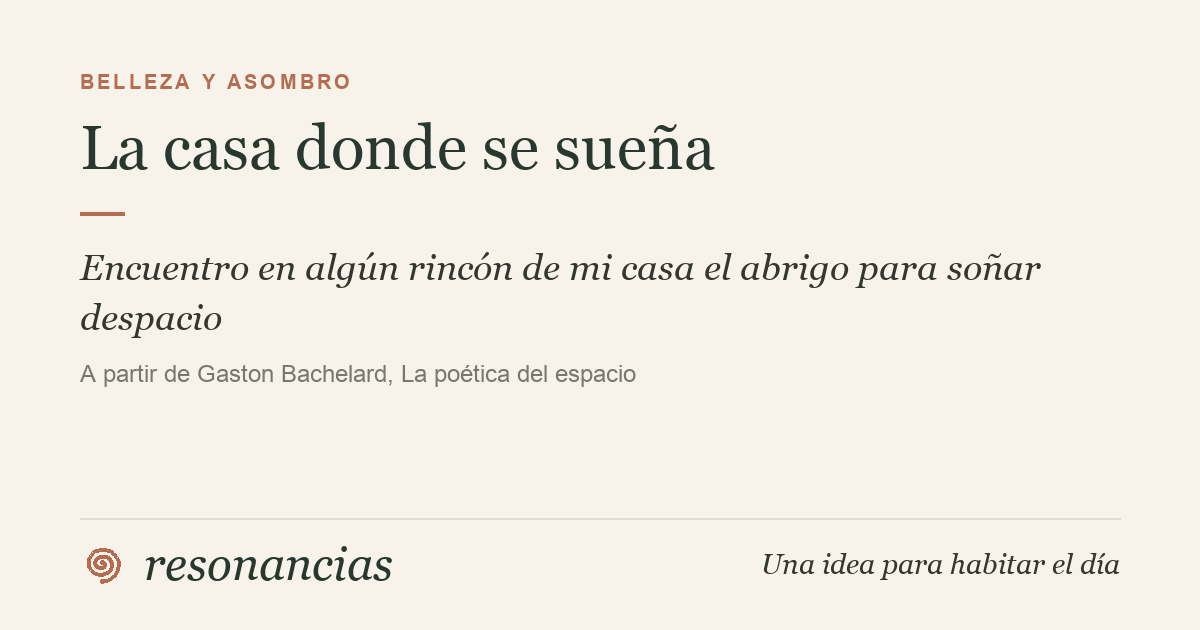 BELLEZA Y ASOMBRO
La casa donde se sueña
Encuentro en algún rincón de mi casa el abrigo para soñar
despacio
A partir de Gaston Bachelard, La poética del espacio
resonancias
Una idea para habitar el día